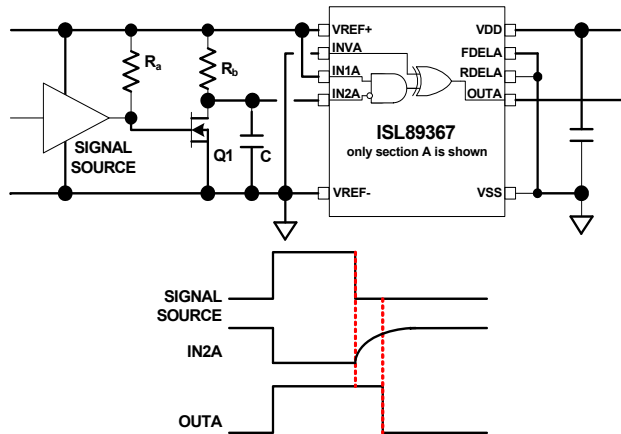 Ra
Rb
SIGNAL
SOURCE
Q1
C
VREF+
INVA
IN1A
IN2A
VREF-
VDD
FDELA
RDELA
OUTA
VSS
ISL89367
only section A is shown
SIGNAL
SOURCE
IN2A
OUTA